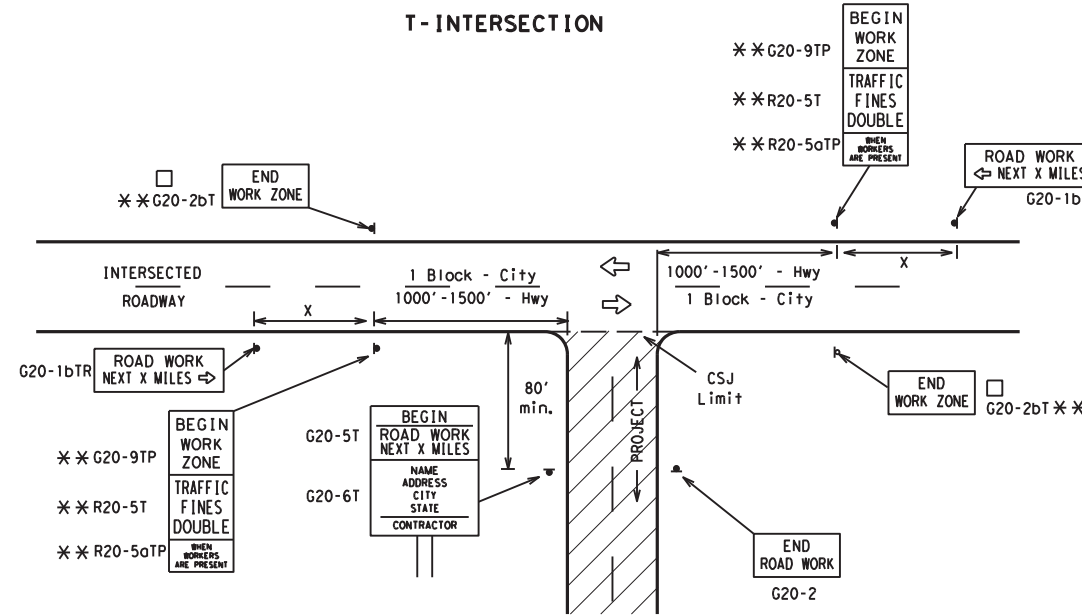 T-INTERSECTION
BEGIN
WORK
ZONE
TRAFFIC
FINES
DOUBLE
WHEN
WORKERS
ARE PRESENT
**G20-9TP
**R20-5T
**R20-5aTP
ROAD WORK
⇦ NEXT X MILES
G20-1b
□
**G20-2bT
END
WORK ZONE
INTERSECTED
ROADWAY
1 Block - City
1000'-1500' - Hwy
1000'-1500' - Hwy
1 Block - City
X
X
G20-1bTR
ROAD WORK
NEXT X MILES ⇨
80'
min.
CSJ
Limit
PROJECT
END
WORK ZONE
□
G20-2bT **
BEGIN
WORK
ZONE
TRAFFIC
FINES
DOUBLE
WHEN
WORKERS
ARE PRESENT
**G20-9TP
**R20-5T
**R20-5aTP
G20-5T
G20-6T
BEGIN
ROAD WORK
NEXT X MILES
NAME
ADDRESS
CITY
STATE
CONTRACTOR
END
ROAD WORK
G20-2